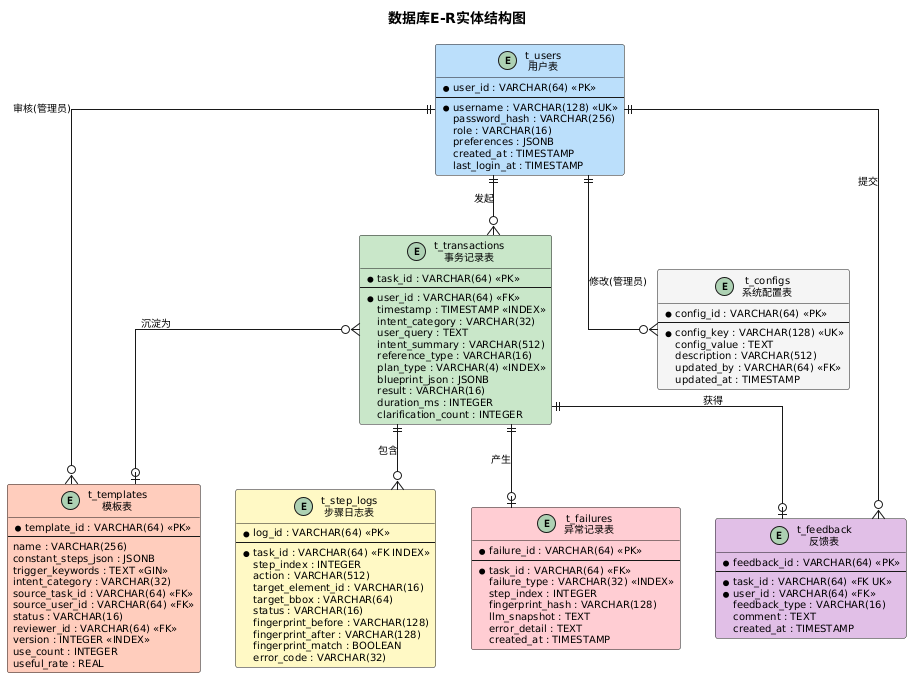 数据库E-R实体结构图
E
t_users
用户表
user_id : VARCHAR(64) «PK»
username : VARCHAR(128) «UK»
password_hash : VARCHAR(256)
role : VARCHAR(16)
preferences : JSONB
created_at : TIMESTAMP
last_login_at : TIMESTAMP
审核(管理员)
发起
提交
修改(管理员)
E
t_transactions
事务记录表
task_id : VARCHAR(64) «PK»
user_id : VARCHAR(64) «FK»
timestamp : TIMESTAMP «INDEX»
intent_category : VARCHAR(32)
user_query : TEXT
intent_summary : VARCHAR(512)
reference_type : VARCHAR(16)
plan_type : VARCHAR(4) «INDEX»
blueprint_json : JSONB
result : VARCHAR(16)
duration_ms : INTEGER
clarification_count : INTEGER
E
t_configs
系统配置表
config_id : VARCHAR(64) «PK»
config_key : VARCHAR(128) «UK»
config_value : TEXT
description : VARCHAR(512)
updated_by : VARCHAR(64) «FK»
updated_at : TIMESTAMP
沉淀为
获得
包含
产生
E
t_templates
模板表
template_id : VARCHAR(64) «PK»
name : VARCHAR(256)
constant_steps_json : JSONB
trigger_keywords : TEXT «GIN»
intent_category : VARCHAR(32)
source_task_id : VARCHAR(64) «FK»
source_user_id : VARCHAR(64) «FK»
status : VARCHAR(16)
reviewer_id : VARCHAR(64) «FK»
version : INTEGER «INDEX»
use_count : INTEGER
useful_rate : REAL
E
t_step_logs
步骤日志表
log_id : VARCHAR(64) «PK»
task_id : VARCHAR(64) «FK INDEX»
step_index : INTEGER
action : VARCHAR(512)
target_element_id : VARCHAR(16)
target_bbox : VARCHAR(64)
status : VARCHAR(16)
fingerprint_before : VARCHAR(128)
fingerprint_after : VARCHAR(128)
fingerprint_match : BOOLEAN
error_code : VARCHAR(32)
E
t_failures
异常记录表
failure_id : VARCHAR(64) «PK»
task_id : VARCHAR(64) «FK»
failure_type : VARCHAR(32) «INDEX»
step_index : INTEGER
fingerprint_hash : VARCHAR(128)
llm_snapshot : TEXT
error_detail : TEXT
created_at : TIMESTAMP
E
t_feedback
反馈表
feedback_id : VARCHAR(64) «PK»
task_id : VARCHAR(64) «FK UK»
user_id : VARCHAR(64) «FK»
feedback_type : VARCHAR(16)
comment : TEXT
created_at : TIMESTAMP